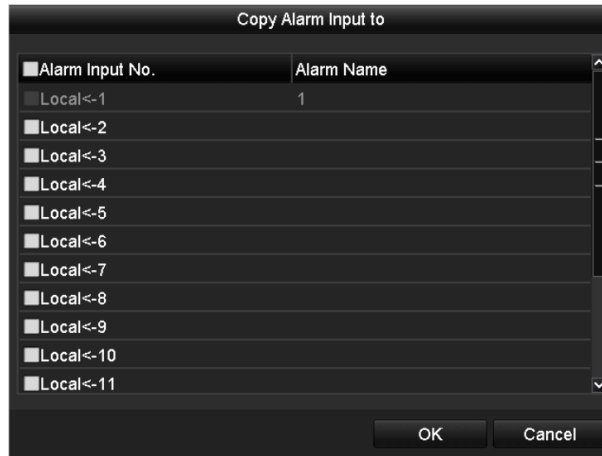 Copy Alarm Input to
Alarm Input No. Alarm Name
Local<-1 1
Local<-2
Local<-3
Local<-4
Local<-5
Local<-6
Local<-7
Local<-8
Local<-9
Local<-10
Local<-11
OK Cancel